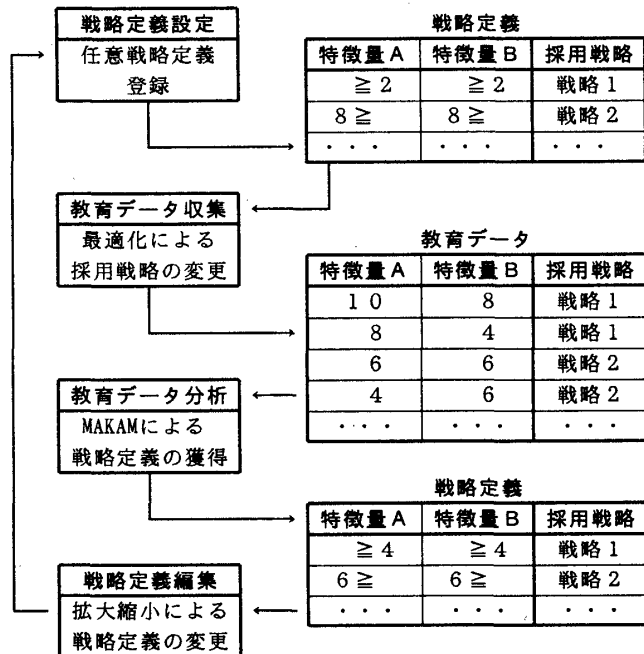 戦略定義設定
任意戦略定義
登録
戦略定義
特徴量A 特徴量B 採用戦略
≧2 ≧2 戦略1
8≧ 8≧ 戦略2
・・・ ・・・ ・・・
教育データ収集
最適化による
採用戦略の変更
教育データ
特徴量A 特徴量B 採用戦略
10 8 戦略1
8 4 戦略1
6 6 戦略2
4 6 戦略2
・・・ ・・・ ・・・
教育データ分析
MAKAMによる
戦略定義の獲得
戦略定義
特徴量A 特徴量B 採用戦略
≧4 ≧4 戦略1
6≧ 6≧ 戦略2
・・・ ・・・ ・・・
戦略定義編集
拡大縮小による
戦略定義の変更